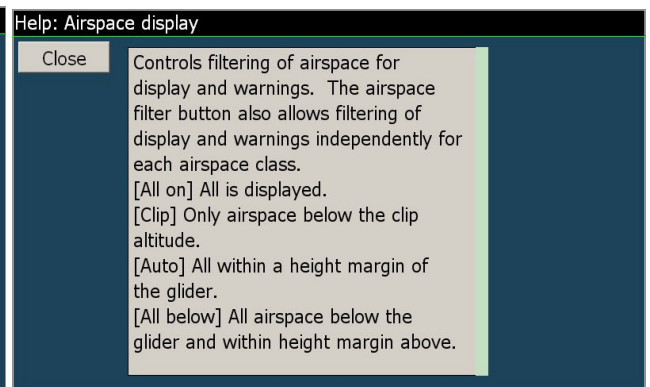 Help: Airspace display
Close
Controls filtering of airspace for
display and warnings.  The airspace
filter button also allows filtering of
display and warnings independently for
each airspace class.
[All on] All is displayed.
[Clip] Only airspace below the clip
altitude.
[Auto] All within a height margin of
the glider.
[All below] All airspace below the
glider and within height margin above.